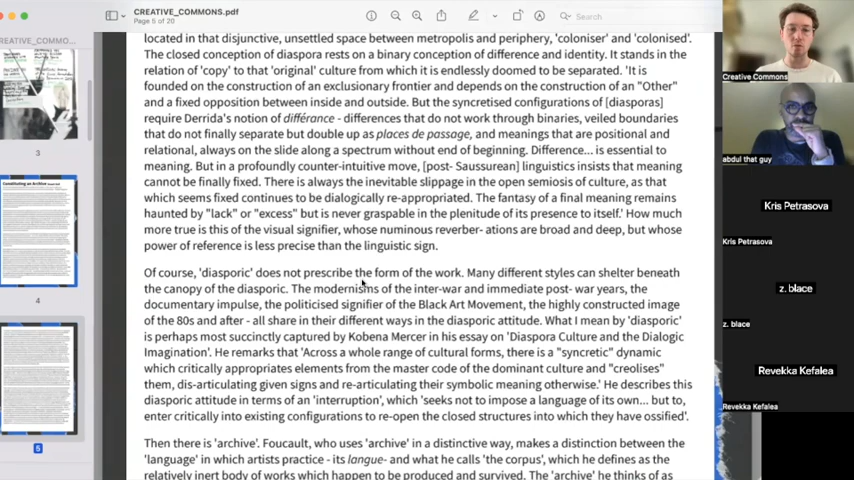 CREATIVE_COMMONS.pdf
Page 5 of 20
Search
CREATIVE_COMMO...
3
Constituting an Archive
4
5
located in that disjunctive, unsettled space between metropolis and periphery, 'coloniser' and 'colonised'.
The closed conception of diaspora rests on a binary conception of difference and identity. It stands in the
relation of 'copy' to that 'original' culture from which it is endlessly doomed to be separated. 'It is
founded on the construction of an exclusionary frontier and depends on the construction of an "Other"
and a fixed opposition between inside and outside. But the syncretised configurations of [diasporas]
require Derrida's notion of différance - differences that do not work through binaries, veiled boundaries
that do not finally separate but double up as places de passage, and meanings that are positional and
relational, always on the slide along a spectrum without end of beginning. Difference... is essential to
meaning. But in a profoundly counter-intuitive move, [post- Saussurean] linguistics insists that meaning
cannot be finally fixed. There is always the inevitable slippage in the open semiosis of culture, as that
which seems fixed continues to be dialogically re-appropriated. The fantasy of a final meaning remains
haunted by "lack" or "excess" but is never graspable in the plenitude of its presence to itself.' How much
more true is this of the visual signifier, whose numinous reverber- ations are broad and deep, but whose
power of reference is less precise than the linguistic sign.
Of course, 'diasporic' does not prescribe the form of the work. Many different styles can shelter beneath
the canopy of the diasporic. The modernisms of the inter-war and immediate post- war years, the
documentary impulse, the politicised signifier of the Black Art Movement, the highly constructed image
of the 80s and after - all share in their different ways in the diasporic attitude. What I mean by 'diasporic'
is perhaps most succinctly captured by Kobena Mercer in his essay on 'Diaspora Culture and the Dialogic
Imagination'. He remarks that 'Across a whole range of cultural forms, there is a "syncretic" dynamic
which critically appropriates elements from the master code of the dominant culture and "creolises"
them, dis-articulating given signs and re-articulating their symbolic meaning otherwise.' He describes this
diasporic attitude in terms of an 'interruption', which 'seeks not to impose a language of its own... but to,
enter critically into existing configurations to re-open the closed structures into which they have ossified'.
Then there is 'archive'. Foucault, who uses 'archive' in a distinctive way, makes a distinction between the
'language' in which artists practice - its langue- and what he calls 'the corpus', which he defines as the
relatively inert body of works which happen to be produced and survived. The 'archive' he thinks of as
Creative Commons
abdul that guy
Kris Petrasova
Kris Petrasova
z. blace
z. blace
Revekka Kefalea
Revekka Kefalea